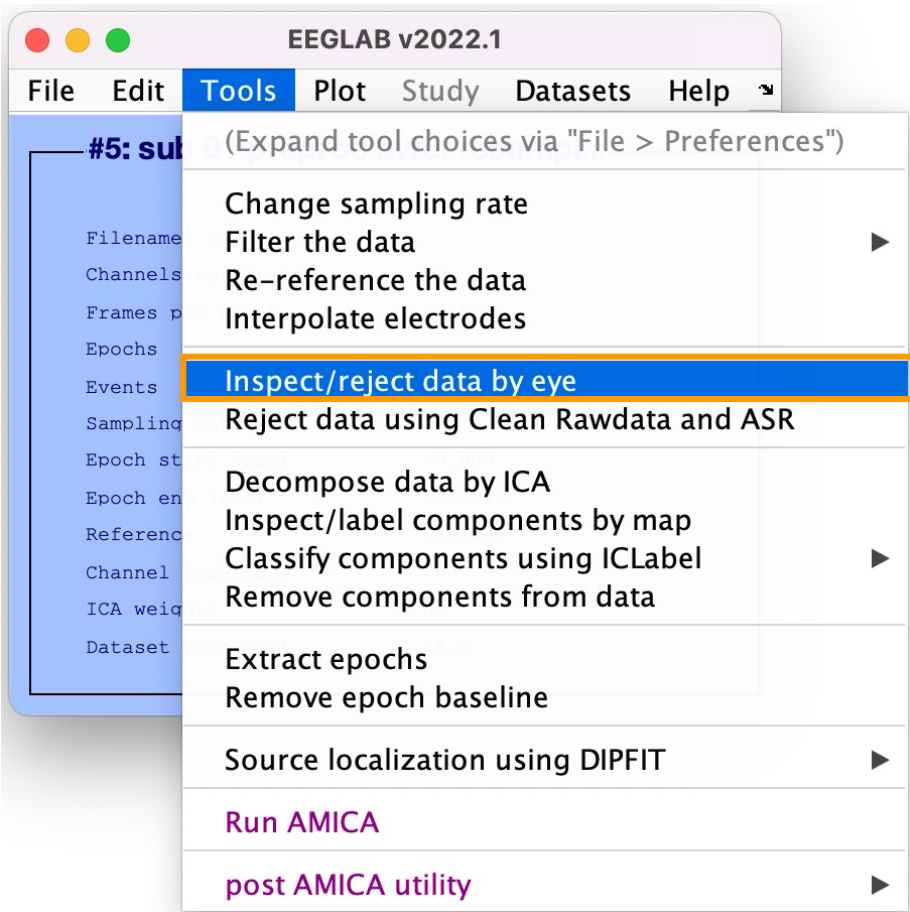 EEGLAB v2022.1
File Edit Tools Plot Study Datasets Help
#5: sub
(Expand tool choices via "File > Preferences")
Change sampling rate
Filename
Filter the data
Channels
Re-reference the data
Frames
Interpolate electrodes
Epochs
Inspect/reject data by eye
Events
Reject data using Clean Rawdata and ASR
Sampling
Epoch
Decompose data by ICA
Epoch
Inspect/label components by map
Reference
Classify components using ICLabel
Channel
Remove components from data
ICA
Dataset
Extract epochs
Remove epoch baseline
Source localization using DIPFIT
Run AMICA
post AMICA utility